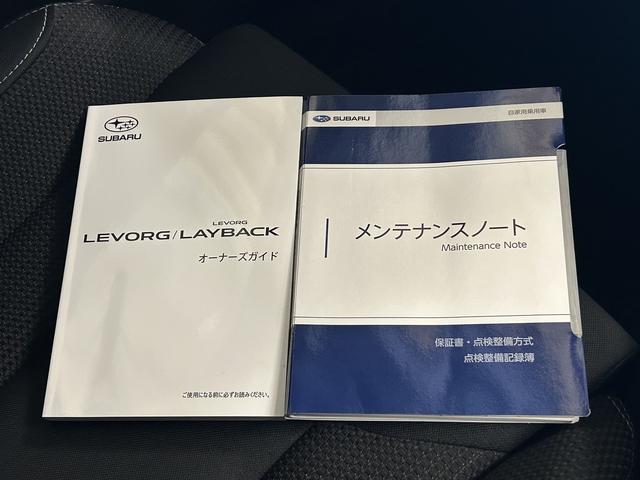 SUBARU
LEVORG
LEVORG/LAYBACK
オーナーズガイド
ご使用になる前に必ずお読みください。
SUBARU
自家用乗用車
メンテナンスノート
Maintenance Note
保証書・点検整備方式
点検整備記録簿